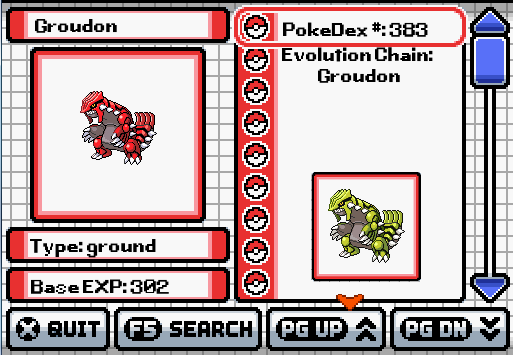 Groudon
PokeDex #:383
Evolution Chain:
Groudon
Type:ground
Base EXP:302
X QUIT
F5 SEARCH
PG UP
PG DN